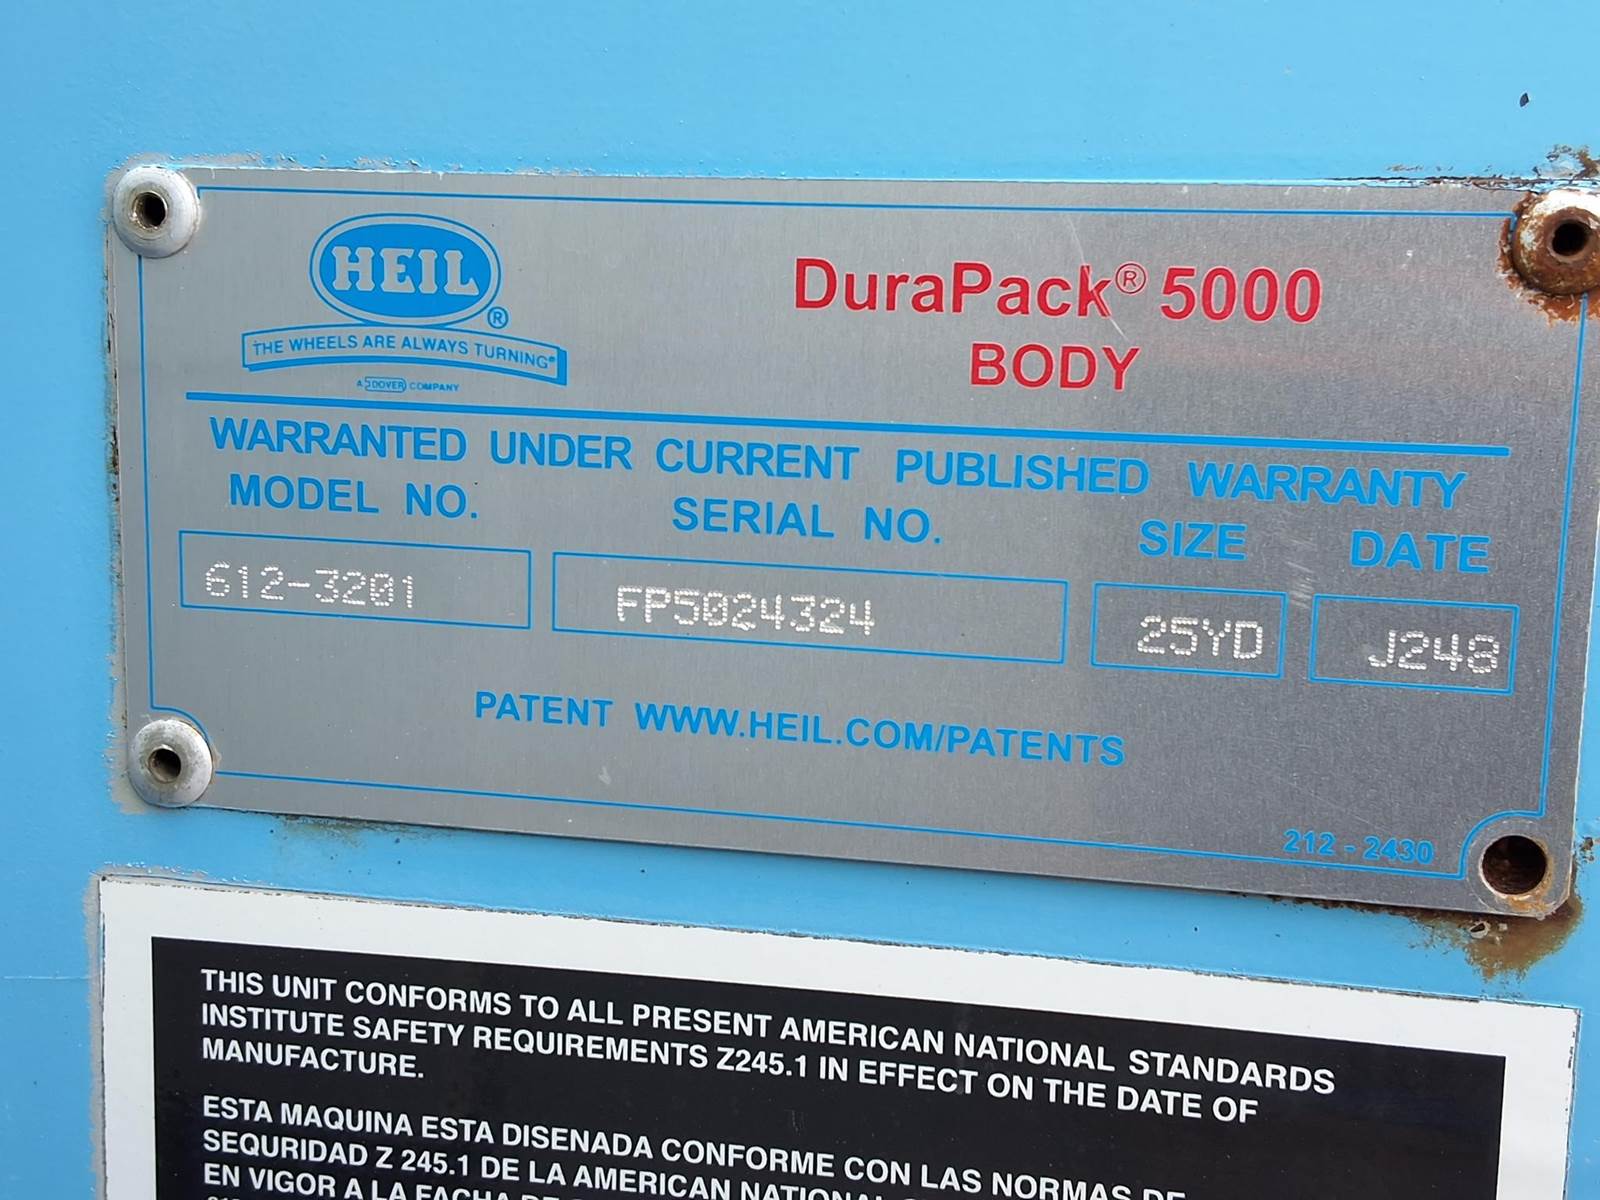 HEIL®
THE WHEELS ARE ALWAYS TURNING®
A DOVER COMPANY
DuraPack® 5000
BODY
WARRANTED UNDER CURRENT PUBLISHED WARRANTY
MODEL NO. SERIAL NO. SIZE DATE
612-3201 FP5024324 25YD J248
PATENT WWW.HEIL.COM/PATENTS
212 - 2430
THIS UNIT CONFORMS TO ALL PRESENT AMERICAN NATIONAL STANDARDS
INSTITUTE SAFETY REQUIREMENTS Z245.1 IN EFFECT ON THE DATE OF
MANUFACTURE.
ESTA MAQUINA ESTA DISENADA CONFORME CON LAS NORMAS DE
SEQURIDAD Z 245.1 DE LA AMERICAN NATIONAL
EN VIGOR A LA FACHA DE